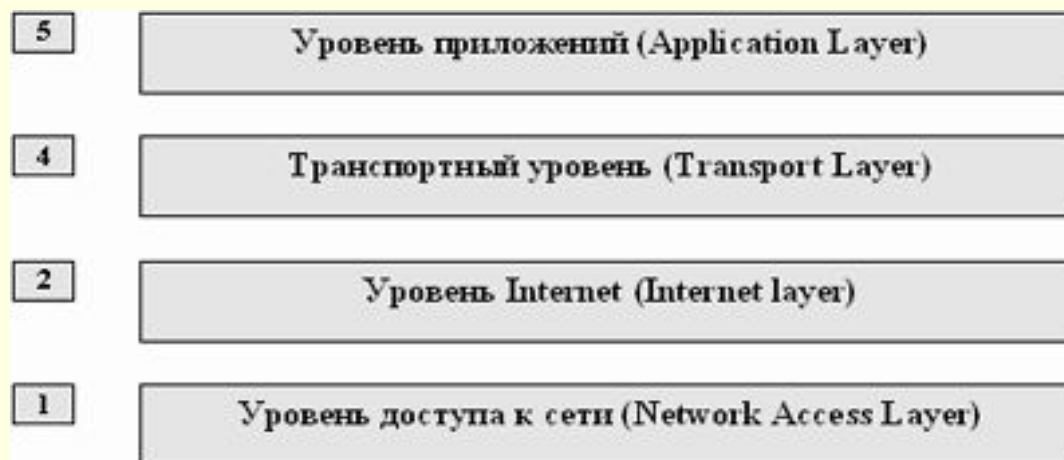 5 Уровень приложений (Application Layer)
4 Транспортный уровень (Transport Layer)
2 Уровень Internet (Internet layer)
1 Уровень доступа к сети (Network Access Layer)